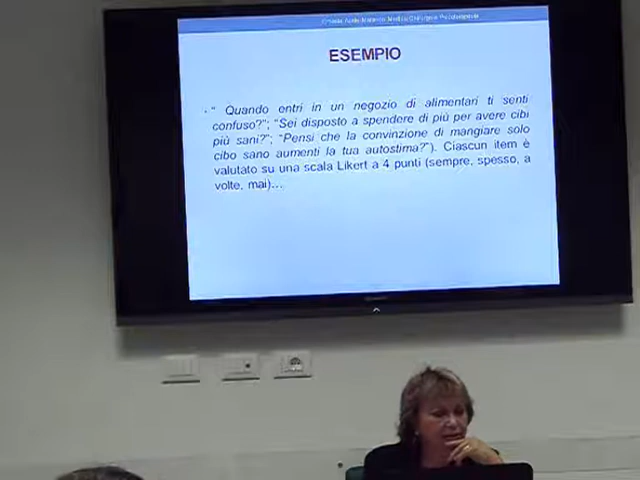 ESEMPIO
• " Quando entri in un negozio di alimentari ti senti
confuso?"; "Sei disposto a spendere di più per avere cibi
più sani?"; "Pensi che la convinzione di mangiare solo
cibo sano aumenti la tua autostima?"). Ciascun item è
valutato su una scala Likert a 4 punti (sempre, spesso, a
volte, mai)…